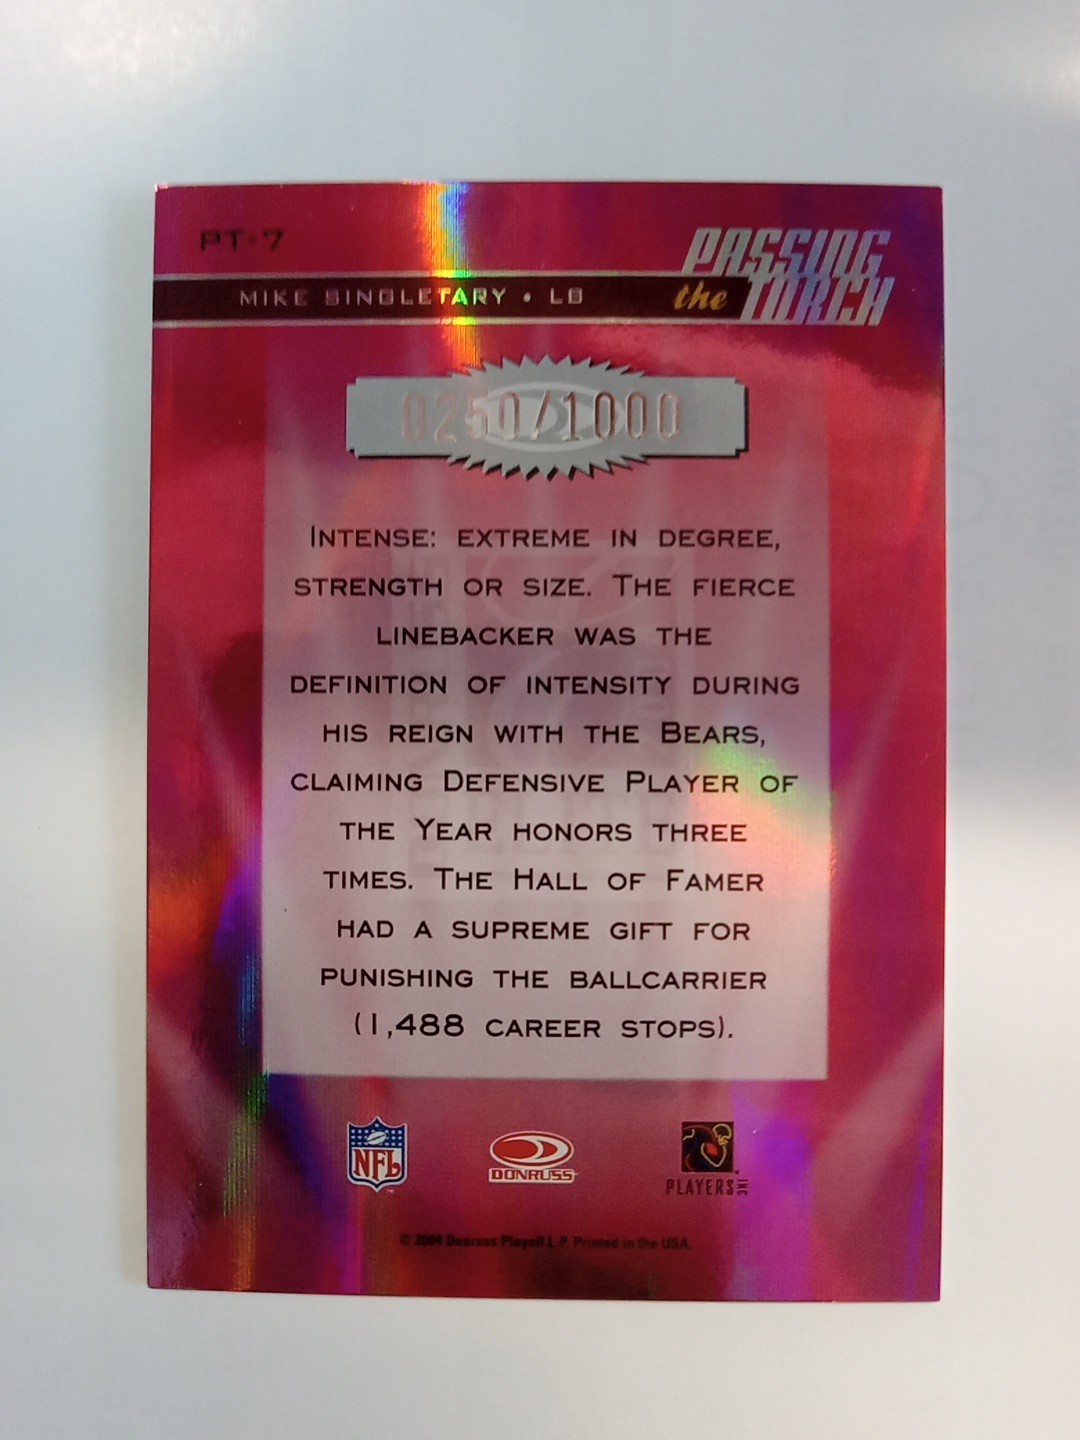 PT-7
PASSING
the TORCH
MIKE SINGLETARY • LB
0250/1000
INTENSE: EXTREME IN DEGREE,
STRENGTH OR SIZE. THE FIERCE
LINEBACKER WAS THE
DEFINITION OF INTENSITY DURING
HIS REIGN WITH THE BEARS,
CLAIMING DEFENSIVE PLAYER OF
THE YEAR HONORS THREE
TIMES. THE HALL OF FAMER
HAD A SUPREME GIFT FOR
PUNISHING THE BALLCARRIER
(1,488 CAREER STOPS).
NFL
DONRUSS
PLAYERS INC
© 2004 Donruss Playoff L.P. Printed in the USA.